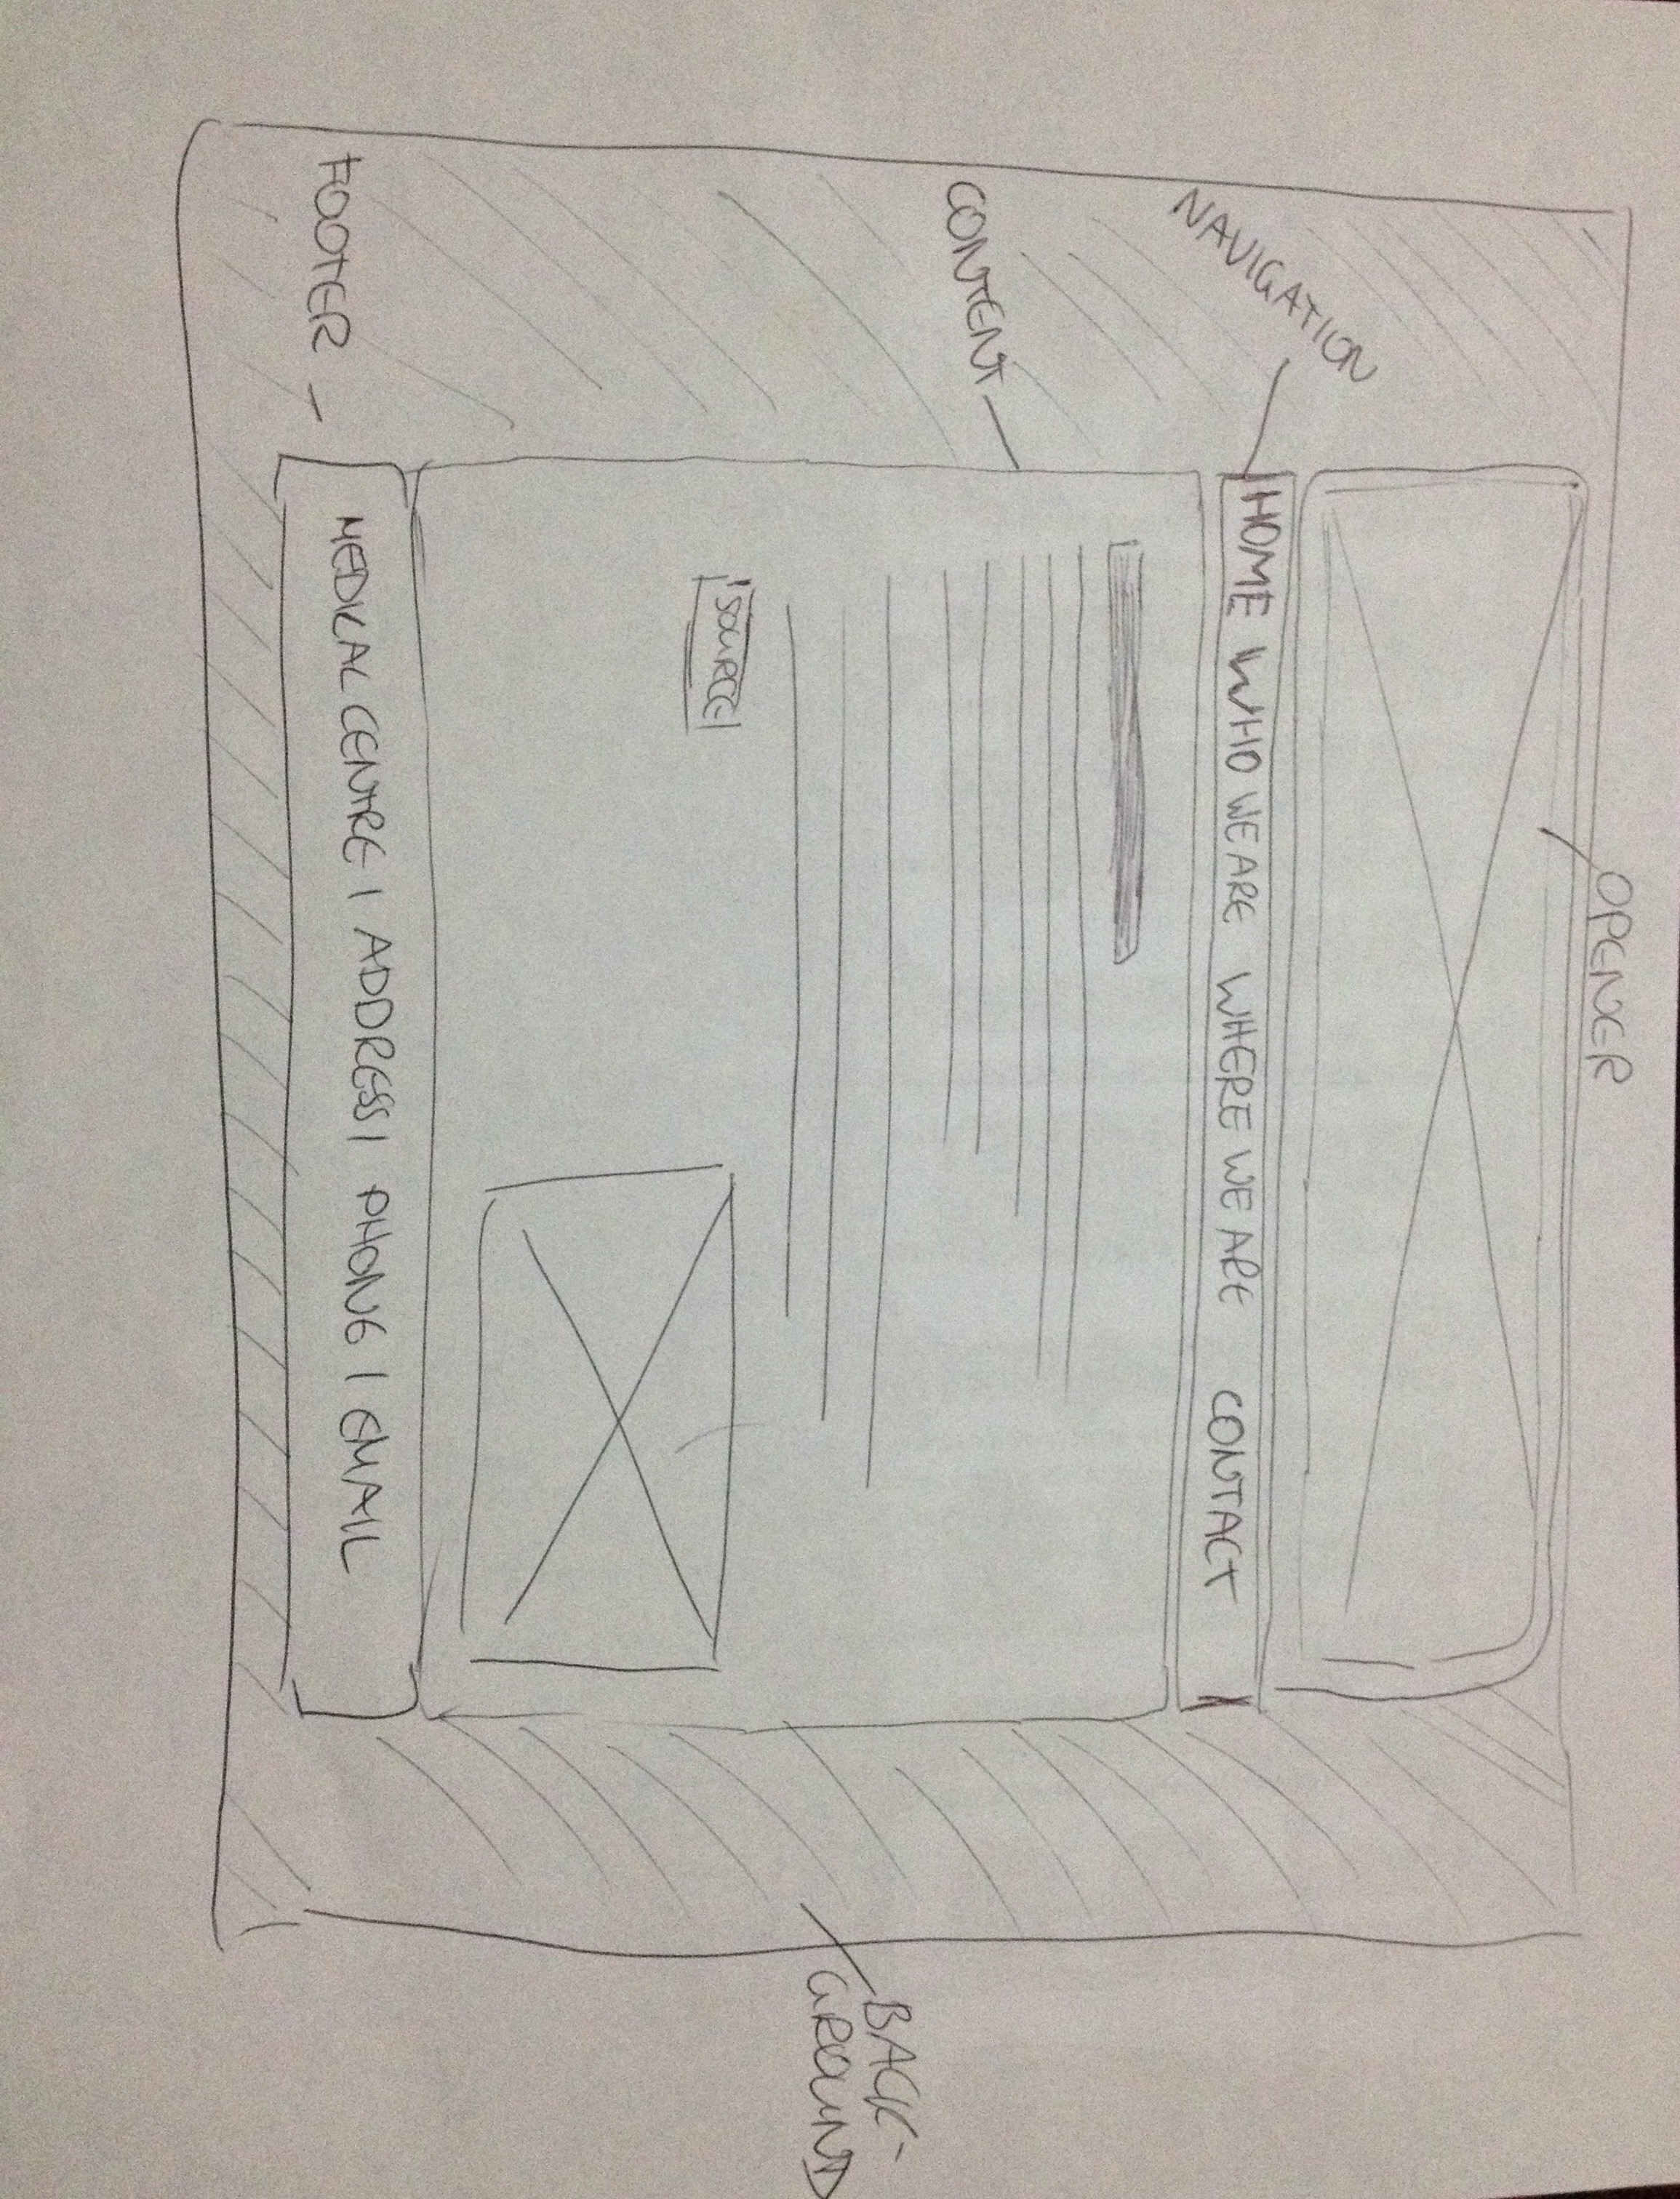 OPENER
NAVIGATION
HOME WHO WE ARE WHERE WE ARE CONTACT
CONTENT
SOURCE
BACK-
GROUND
FOOTER
MEDICAL CENTRE | ADDRESS | PHONE | EMAIL